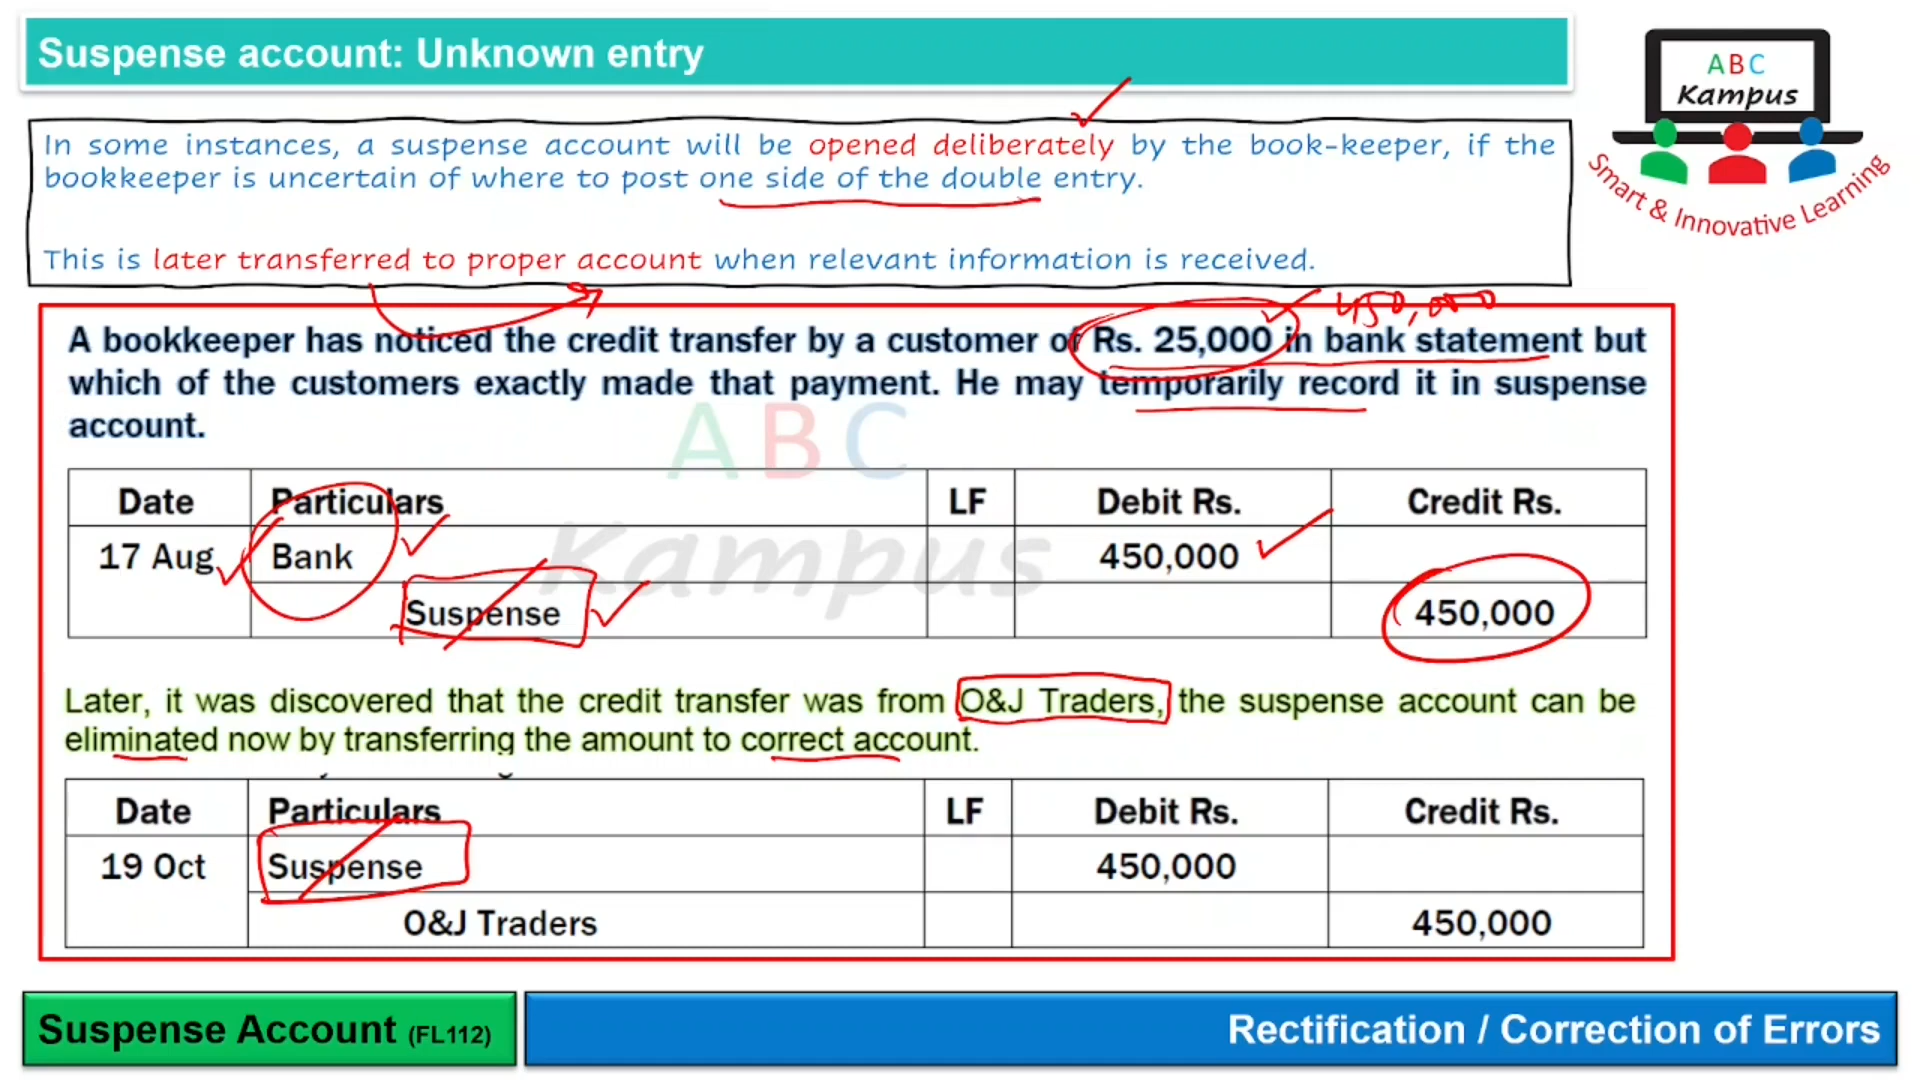 Suspense account: Unknown entry
A B C
Kampus
Smart & Innovative Learning
In some instances, a suspense account will be opened deliberately by the book-keeper, if the
bookkeeper is uncertain of where to post one side of the double entry.
This is later transferred to proper account when relevant information is received.
450,000
A bookkeeper has noticed the credit transfer by a customer of Rs. 25,000 in bank statement but
which of the customers exactly made that payment. He may temporarily record it in suspense
account.
ABC
Kampus
Date Particulars LF Debit Rs. Credit Rs.
17 Aug Bank 450,000
Suspense 450,000
Later, it was discovered that the credit transfer was from O&J Traders, the suspense account can be
eliminated now by transferring the amount to correct account.
Date Particulars LF Debit Rs. Credit Rs.
19 Oct Suspense 450,000
O&J Traders 450,000
Suspense Account (FL112)
Rectification / Correction of Errors